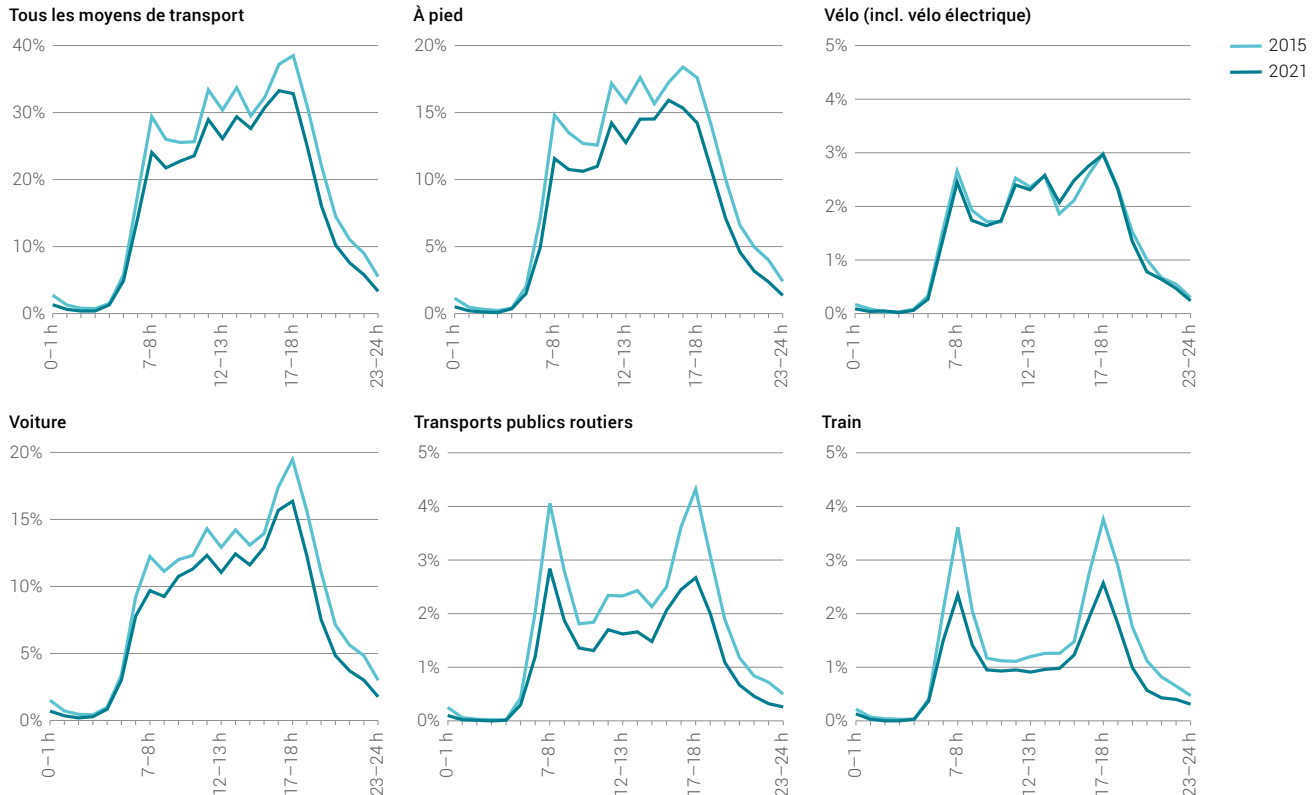 Tous les moyens de transport
40%
30%
20%
10%
0%
0–1 h
7–8 h
12–13 h
17–18 h
23–24 h
À pied
20%
15%
10%
5%
0%
0–1 h
7–8 h
12–13 h
17–18 h
23–24 h
Vélo (incl. vélo électrique)
5%
4%
3%
2%
1%
0%
0–1 h
7–8 h
12–13 h
17–18 h
23–24 h
2015
2021
Voiture
20%
15%
10%
5%
0%
0–1 h
7–8 h
12–13 h
17–18 h
23–24 h
Transports publics routiers
5%
4%
3%
2%
1%
0%
0–1 h
7–8 h
12–13 h
17–18 h
23–24 h
Train
5%
4%
3%
2%
1%
0%
0–1 h
7–8 h
12–13 h
17–18 h
23–24 h